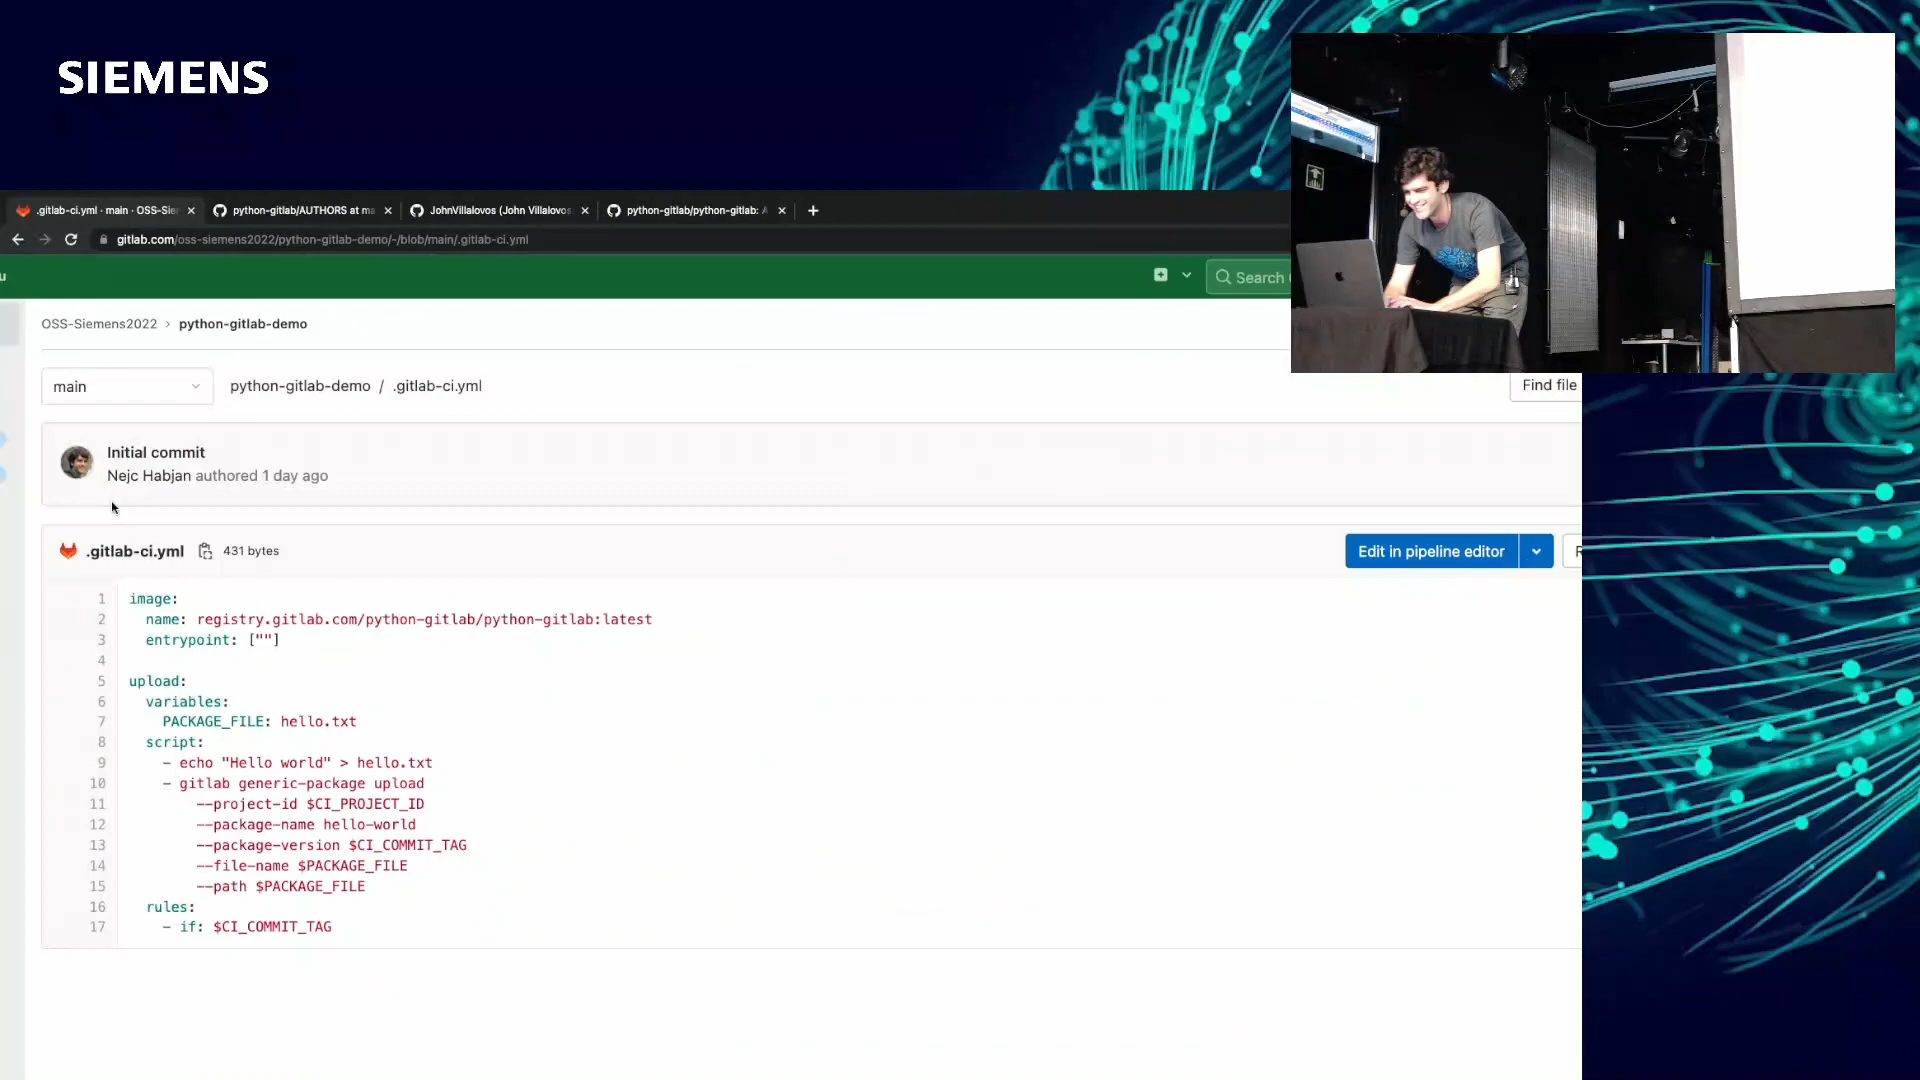 SIEMENS
.gitlab-ci.yml · main · OSS-Sie
python-gitlab/AUTHORS at ma
JohnVillalovos (John Villalovos
python-gitlab/python-gitlab: A
gitlab.com/oss-siemens2022/python-gitlab-demo/-/blob/main/.gitlab-ci.yml
u
Search
OSS-Siemens2022 › python-gitlab-demo
main
python-gitlab-demo / .gitlab-ci.yml
Find file
Initial commit
Nejc Habjan authored 1 day ago
.gitlab-ci.yml 431 bytes
Edit in pipeline editor
R
1 image:
2 name: registry.gitlab.com/python-gitlab/python-gitlab:latest
3 entrypoint: [""]
4
5 upload:
6 variables:
7 PACKAGE_FILE: hello.txt
8 script:
9 - echo "Hello world" > hello.txt
10 - gitlab generic-package upload
11 --project-id $CI_PROJECT_ID
12 --package-name hello-world
13 --package-version $CI_COMMIT_TAG
14 --file-name $PACKAGE_FILE
15 --path $PACKAGE_FILE
16 rules:
17 - if: $CI_COMMIT_TAG